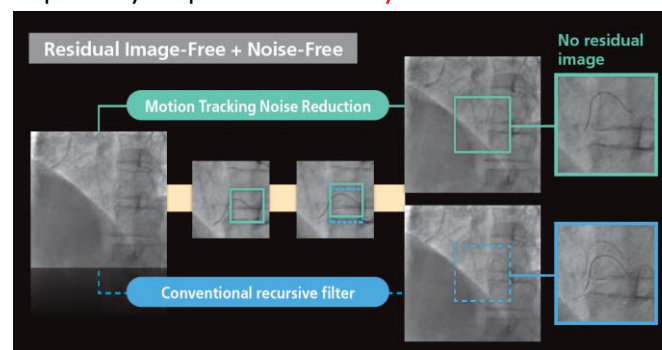 Residual Image-Free + Noise-Free
No residual
image
Motion Tracking Noise Reduction
Conventional recursive filter